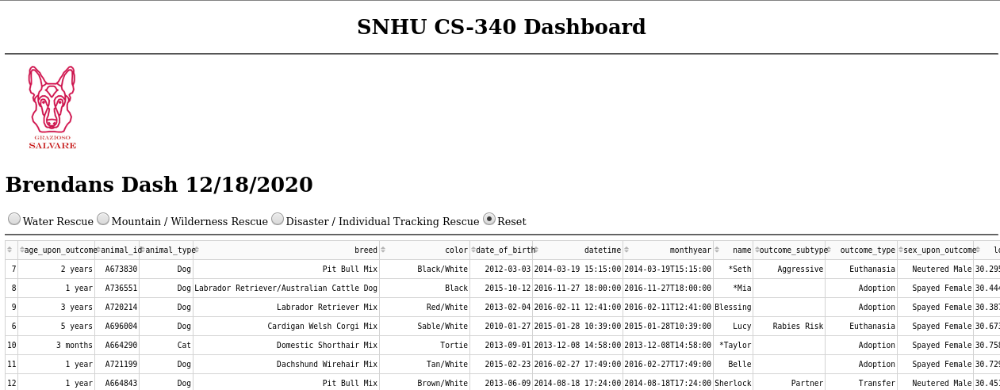 SNHU CS-340 Dashboard
GRAZIOSO
SALVARE
Brendans Dash 12/18/2020
Water Rescue Mountain / Wilderness Rescue Disaster / Individual Tracking Rescue Reset
age_upon_outcome animal_id animal_type breed color date_of_birth datetime monthyear name outcome_subtype outcome_type sex_upon_outcome lo
7 2 years A673830 Dog Pit Bull Mix Black/White 2012-03-03 2014-03-19 15:15:00 2014-03-19T15:15:00 *Seth Aggressive Euthanasia Neutered Male 30.295
8 1 year A736551 Dog Labrador Retriever/Australian Cattle Dog Black 2015-10-12 2016-11-27 18:00:00 2016-11-27T18:00:00 *Mia Adoption Spayed Female 30.444
9 3 years A720214 Dog Labrador Retriever Mix Red/White 2013-02-04 2016-02-11 12:41:00 2016-02-11T12:41:00 Blessing Adoption Spayed Female 30.387
6 5 years A696004 Dog Cardigan Welsh Corgi Mix Sable/White 2010-01-27 2015-01-28 10:39:00 2015-01-28T10:39:00 Lucy Rabies Risk Euthanasia Spayed Female 30.673
10 3 months A664290 Cat Domestic Shorthair Mix Tortie 2013-09-01 2013-12-08 14:58:00 2013-12-08T14:58:00 *Taylor Adoption Spayed Female 30.758
11 1 year A721199 Dog Dachshund Wirehair Mix Tan/White 2015-02-23 2016-02-27 17:49:00 2016-02-27T17:49:00 Belle Adoption Spayed Female 30.729
12 1 year A664843 Dog Pit Bull Mix Brown/White 2013-06-09 2014-08-18 17:24:00 2014-08-18T17:24:00 Sherlock Partner Transfer Neutered Male 30.451